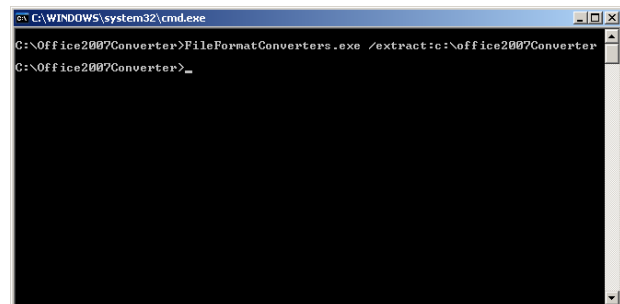 C:\WINDOWS\system32\cmd.exe
C:\Office2007Converter>FileFormatConverters.exe /extract:c:\office2007Converter
C:\Office2007Converter>_